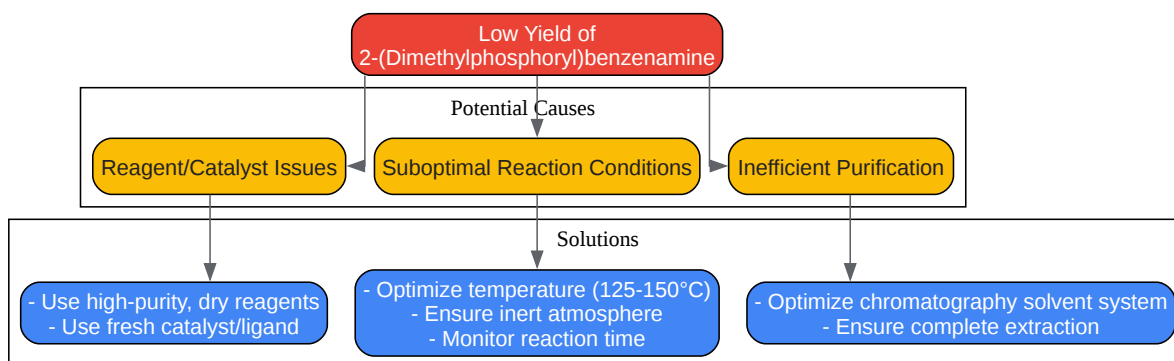 Low Yield of
2-(Dimethylphosphoryl)benzenamine
Potential Causes
Reagent/Catalyst Issues
Suboptimal Reaction Conditions
Inefficient Purification
Solutions
- Use high-purity, dry reagents
- Use fresh catalyst/ligand
- Optimize temperature (125-150°C)
- Ensure inert atmosphere
- Monitor reaction time
- Optimize chromatography solvent system
- Ensure complete extraction